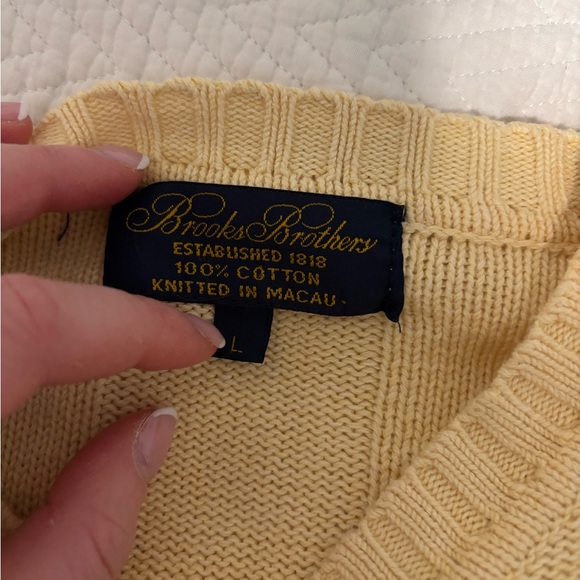 Brooks Brothers
ESTABLISHED 1818
100% COTTON
KNITTED IN MACAU
L